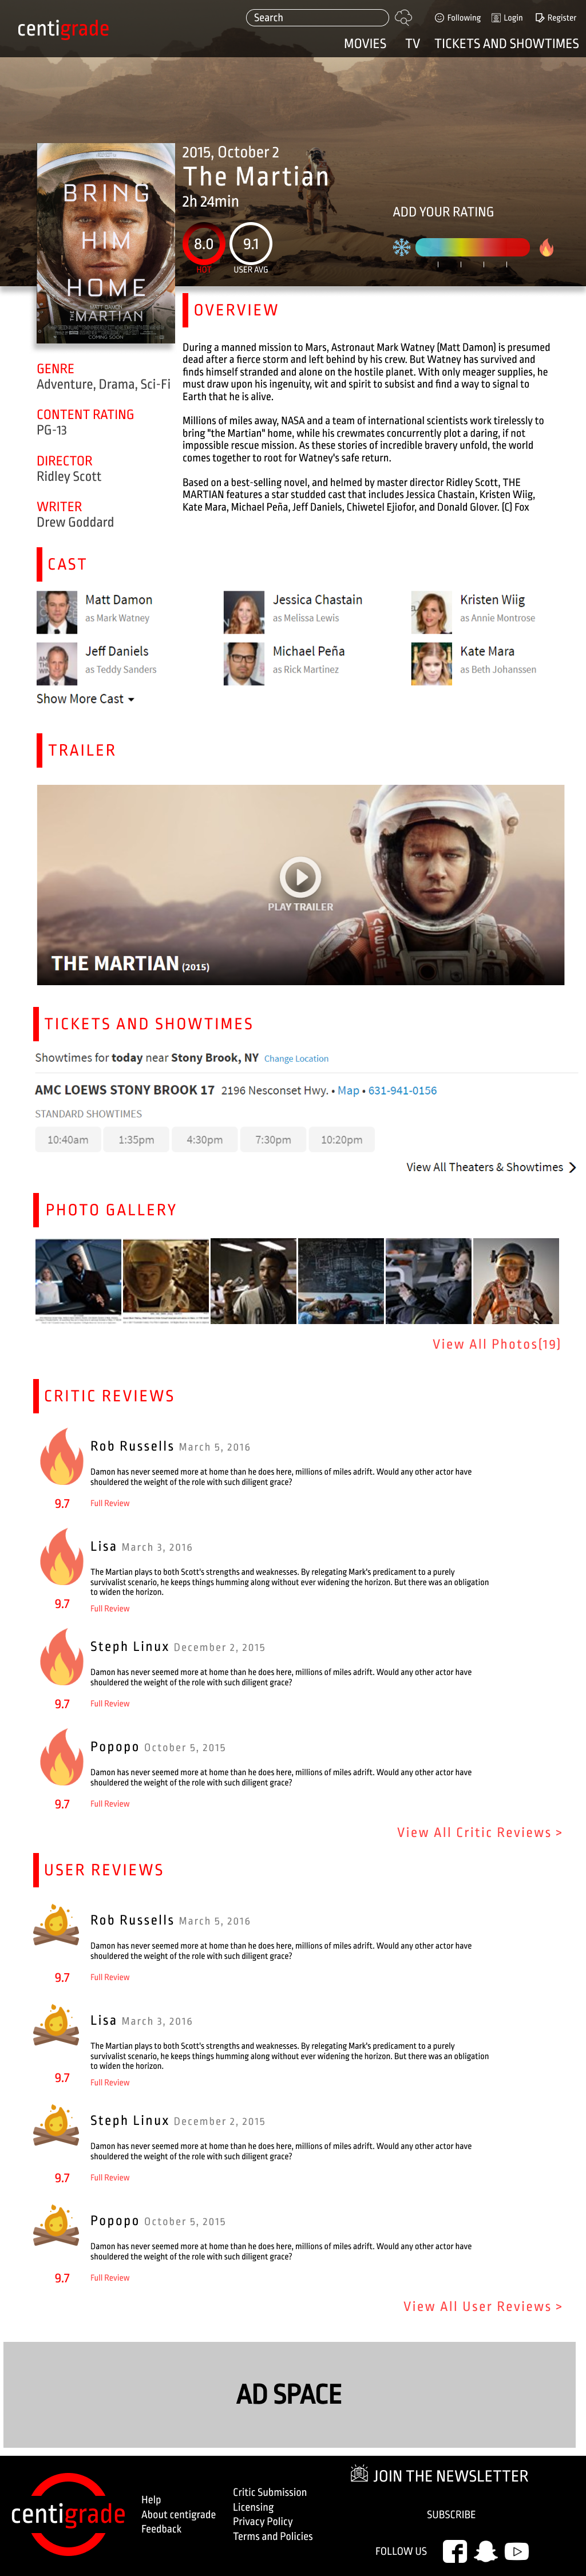 centigrade
Search
Following
Login
Register
MOVIES
TV
TICKETS AND SHOWTIMES
BRING
HIM
HOME
MATT DAMON
THE MARTIAN
COMING SOON
2015, October 2
The Martian
2h 24min
8.0
9.1
HOT
USER AVG
ADD YOUR RATING
OVERVIEW
During a manned mission to Mars, Astronaut Mark Watney (Matt Damon) is presumed
dead after a fierce storm and left behind by his crew. But Watney has survived and
finds himself stranded and alone on the hostile planet. With only meager supplies, he
must draw upon his ingenuity, wit and spirit to subsist and find a way to signal to
Earth that he is alive.
Millions of miles away, NASA and a team of international scientists work tirelessly to
bring "the Martian" home, while his crewmates concurrently plot a daring, if not
impossible rescue mission. As these stories of incredible bravery unfold, the world
comes together to root for Watney's safe return.
Based on a best-selling novel, and helmed by master director Ridley Scott, THE
MARTIAN features a star studded cast that includes Jessica Chastain, Kristen Wiig,
Kate Mara, Michael Peña, Jeff Daniels, Chiwetel Ejiofor, and Donald Glover. (C) Fox
GENRE
Adventure, Drama, Sci-Fi
CONTENT RATING
PG-13
DIRECTOR
Ridley Scott
WRITER
Drew Goddard
CAST
Matt Damon
as Mark Watney
Jessica Chastain
as Melissa Lewis
Kristen Wiig
as Annie Montrose
Jeff Daniels
as Teddy Sanders
Michael Peña
as Rick Martinez
Kate Mara
as Beth Johanssen
Show More Cast
TRAILER
ARES
PLAY TRAILER
THE MARTIAN (2015)
TICKETS AND SHOWTIMES
Showtimes for today near Stony Brook, NY Change Location
AMC LOEWS STONY BROOK 17 2196 Nesconset Hwy. • Map • 631-941-0156
STANDARD SHOWTIMES
10:40am 1:35pm 4:30pm 7:30pm 10:20pm
View All Theaters & Showtimes
PHOTO GALLERY
View All Photos(19)
CRITIC REVIEWS
Rob Russells March 5, 2016
Damon has never seemed more at home than he does here, millions of miles adrift. Would any other actor have
shouldered the weight of the role with such diligent grace?
9.7
Full Review
Lisa March 3, 2016
The Martian plays to both Scott's strengths and weaknesses. By relegating Mark's predicament to a purely
survivalist scenario, he keeps things humming along without ever widening the horizon. But there was an obligation
to widen the horizon.
9.7
Full Review
Steph Linux December 2, 2015
Damon has never seemed more at home than he does here, millions of miles adrift. Would any other actor have
shouldered the weight of the role with such diligent grace?
9.7
Full Review
Popopo October 5, 2015
Damon has never seemed more at home than he does here, millions of miles adrift. Would any other actor have
shouldered the weight of the role with such diligent grace?
9.7
Full Review
View All Critic Reviews >
USER REVIEWS
Rob Russells March 5, 2016
Damon has never seemed more at home than he does here, millions of miles adrift. Would any other actor have
shouldered the weight of the role with such diligent grace?
9.7
Full Review
Lisa March 3, 2016
The Martian plays to both Scott's strengths and weaknesses. By relegating Mark's predicament to a purely
survivalist scenario, he keeps things humming along without ever widening the horizon. But there was an obligation
to widen the horizon.
9.7
Full Review
Steph Linux December 2, 2015
Damon has never seemed more at home than he does here, millions of miles adrift. Would any other actor have
shouldered the weight of the role with such diligent grace?
9.7
Full Review
Popopo October 5, 2015
Damon has never seemed more at home than he does here, millions of miles adrift. Would any other actor have
shouldered the weight of the role with such diligent grace?
9.7
Full Review
View All User Reviews >
AD SPACE
centigrade
Help
About centigrade
Feedback
Critic Submission
Licensing
Privacy Policy
Terms and Policies
JOIN THE NEWSLETTER
SUBSCRIBE
FOLLOW US